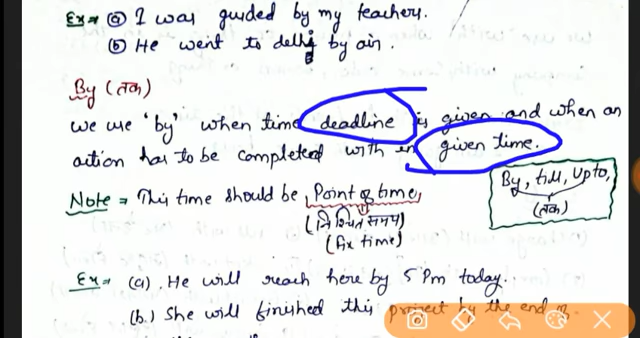 Ex⇒ ⓐ I was guided by my teachers.
ⓑ He went to delhi by air.
By (तक)
we use 'by' when time deadline is given and when an
action has to be completed with in given time.
Note = This time should be Point of time,
(निश्चित समय)
(fix time)
By, till, Upto,
(तक)
Ex⇒ (a). He will reach here by 5 Pm today.
(b.) She will finished this project by the end of